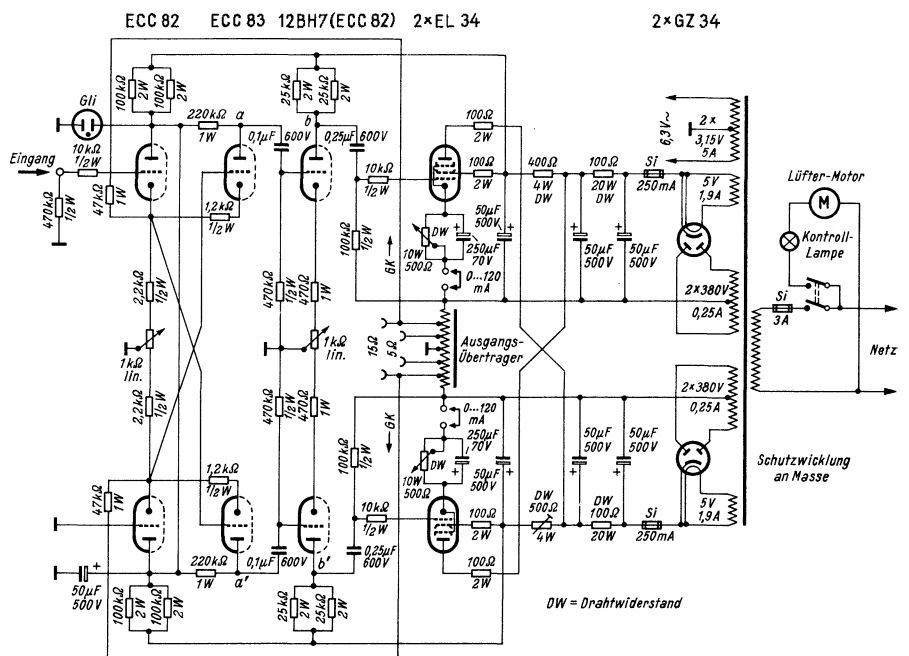 ECC 82 ECC 83 12BH7 (ECC 82) 2×EL 34 2×GZ 34
100kΩ 2W
100kΩ 2W
25kΩ 2W
25kΩ 2W
Gli
220kΩ
1W
a
0,1µF
600V
b
0,25µF
600V
100Ω
2W
6,3V~
2×
3,15V
5A
Eingang
10kΩ
1/2W
470kΩ
1/2W
47kΩ
1W
1,2kΩ
1/2W
10kΩ
1/2W
100Ω
2W
400Ω
4W
DW
100Ω
20W
DW
Si
250mA
5V
1,9A
Lüfter-Motor
M
Kontroll-
Lampe
100kΩ
1/2W
GK
DW
10W
500Ω
250µF
70V
50µF
500V
50µF
500V
50µF
500V
0...120
mA
2×380V
0,25A
2,2kΩ
1/2W
470kΩ
1/2W
470Ω
1W
1kΩ
lin.
1kΩ
lin.
15Ω
5Ω
Ausgangs-
Übertrager
Si
3A
Netz
2,2kΩ
1/2W
470kΩ
1/2W
470Ω
1W
GK
0...120
mA
2×380V
0,25A
100kΩ
1/2W
DW
10W
500Ω
250µF
70V
50µF
500V
50µF
500V
50µF
500V
Schutzwicklung
an Masse
47kΩ
1W
1,2kΩ
1/2W
10kΩ
1/2W
100Ω
2W
DW
500Ω
4W
DW
100Ω
20W
Si
250mA
5V
1,9A
50µF
500V
220kΩ
1W
a'
0,1µF
600V
b'
0,25µF
600V
100Ω
2W
100kΩ 2W
100kΩ 2W
25kΩ 2W
25kΩ 2W
DW = Drahtwiderstand